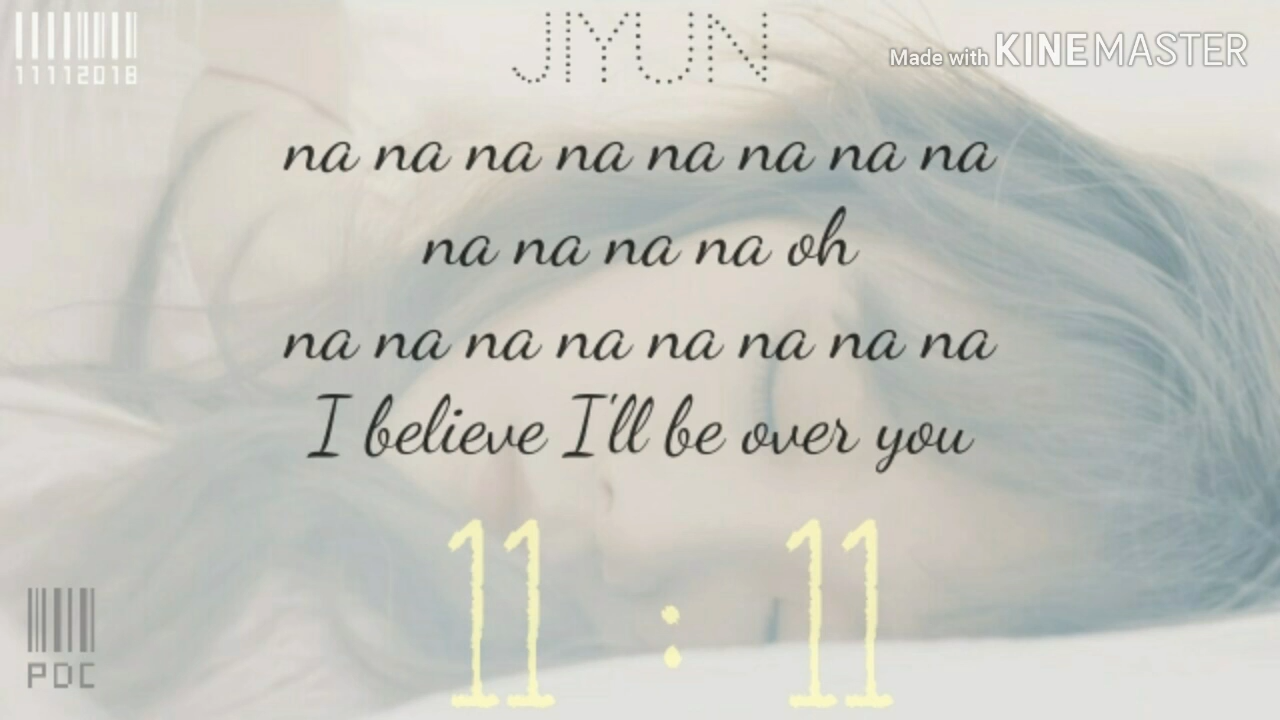 11112018
JIYUN
Made with KINEMASTER
na na na na na na na na
na na na na oh
na na na na na na na na
I believe I'll be over you
11 : 11
PDC